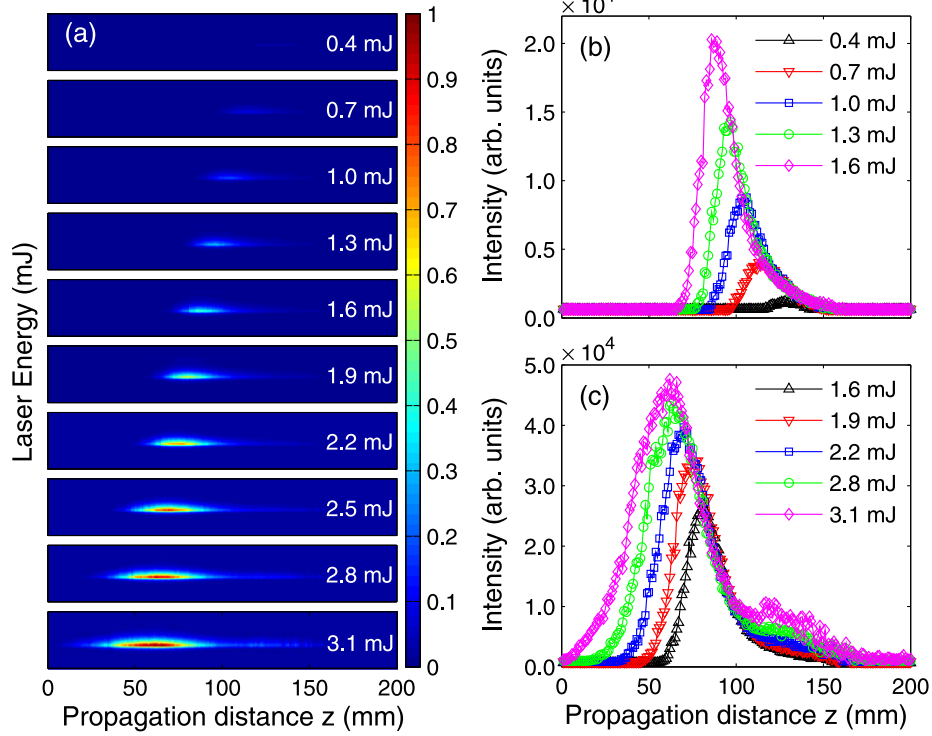 (a)
0.4 mJ
0.7 mJ
1.0 mJ
1.3 mJ
1.6 mJ
1.9 mJ
2.2 mJ
2.5 mJ
2.8 mJ
3.1 mJ
Laser Energy (mJ)
0 50 100 150 200
Propagation distance z (mm)
1
0.9
0.8
0.7
0.6
0.5
0.4
0.3
0.2
0.1
0
(b)
2.0
1.5
1.0
0.5
0.0
Intensity (arb. units)
0.4 mJ
0.7 mJ
1.0 mJ
1.3 mJ
1.6 mJ
200
× 10⁴
(c)
5.0
4.0
3.0
2.0
1.0
0.0
Intensity (arb. units)
1.6 mJ
1.9 mJ
2.2 mJ
2.8 mJ
3.1 mJ
0 50 100 150 200
Propagation distance z (mm)